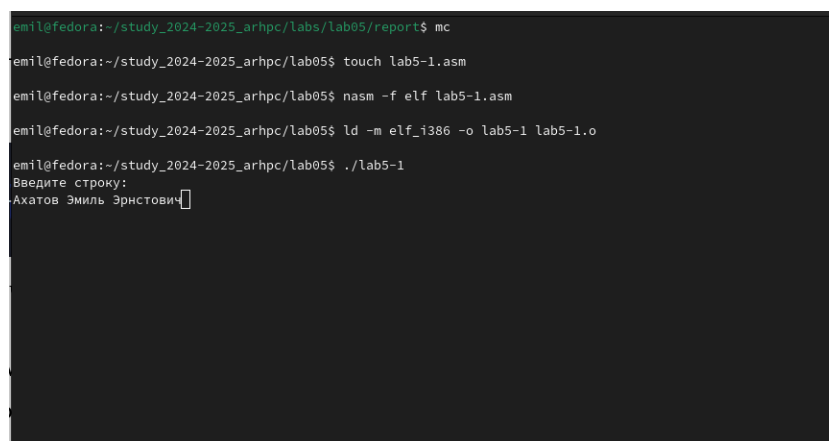 emil@fedora:~/study_2024-2025_arhpc/labs/lab05/report$ mc
emil@fedora:~/study_2024-2025_arhpc/lab05$ touch lab5-1.asm
emil@fedora:~/study_2024-2025_arhpc/lab05$ nasm -f elf lab5-1.asm
emil@fedora:~/study_2024-2025_arhpc/lab05$ ld -m elf_i386 -o lab5-1 lab5-1.o
emil@fedora:~/study_2024-2025_arhpc/lab05$ ./lab5-1
Введите строку:
Ахатов Эмиль Эрнстович